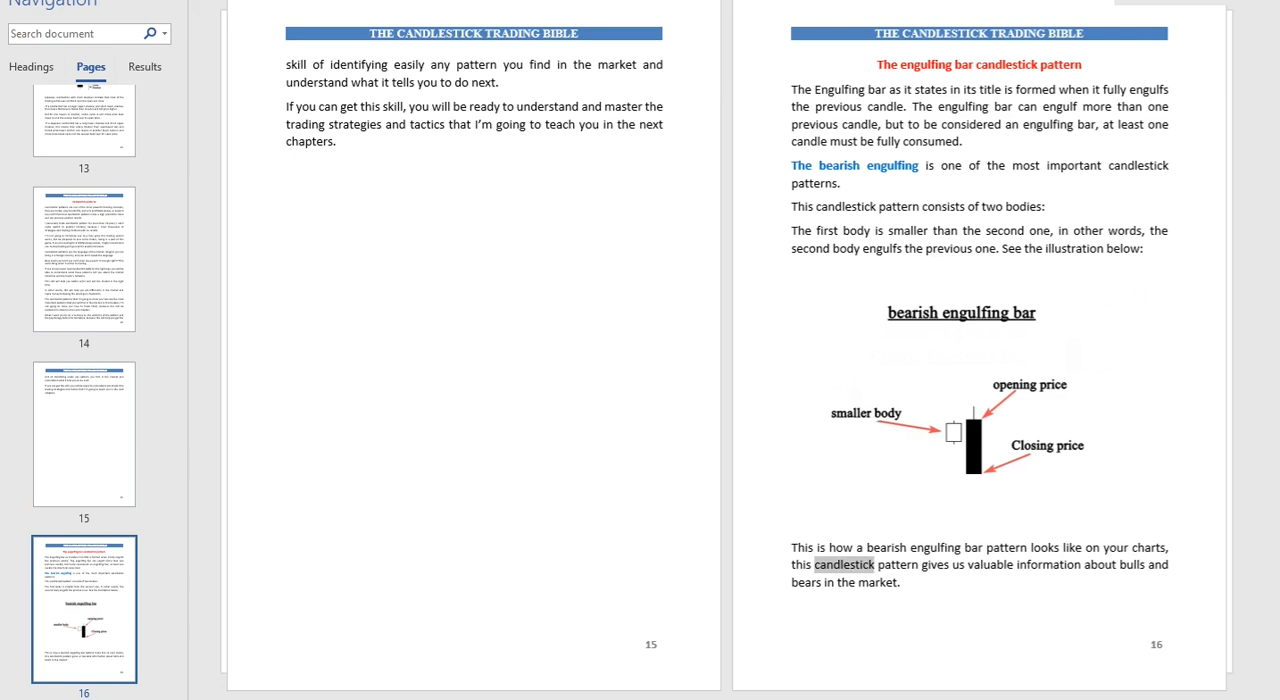 Navigation
Search document
Headings Pages Results
13
14
15
16
THE CANDLESTICK TRADING BIBLE
skill of identifying easily any pattern you find in the market and
understand what it tells you to do next.
If you can get this skill, you will be ready to understand and master the
trading strategies and tactics that I'm going to teach you in the next
chapters.
15
THE CANDLESTICK TRADING BIBLE
The engulfing bar candlestick pattern
The Engulfing bar as it states in its title is formed when it fully engulfs
the previous candle. The engulfing bar can engulf more than one
previous candle, but to be considered an engulfing bar, at least one
candle must be fully consumed.
The bearish engulfing is one of the most important candlestick
patterns.
This candlestick pattern consists of two bodies:
The first body is smaller than the second one, in other words, the
second body engulfs the previous one. See the illustration below:
bearish engulfing bar
opening price
smaller body
Closing price
This is how a bearish engulfing bar pattern looks like on your charts,
this candlestick pattern gives us valuable information about bulls and
bears in the market.
16